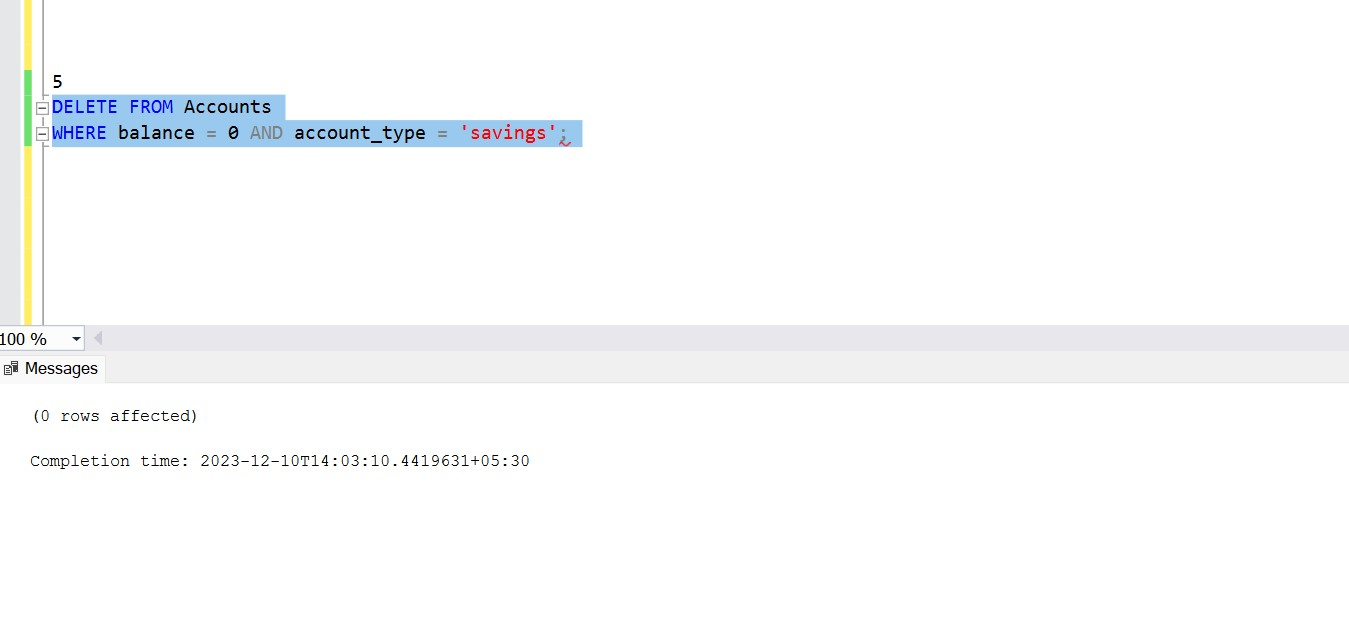 5
DELETE FROM Accounts
WHERE balance = 0 AND account_type = 'savings';
100 %
Messages
(0 rows affected)
Completion time: 2023-12-10T14:03:10.4419631+05:30